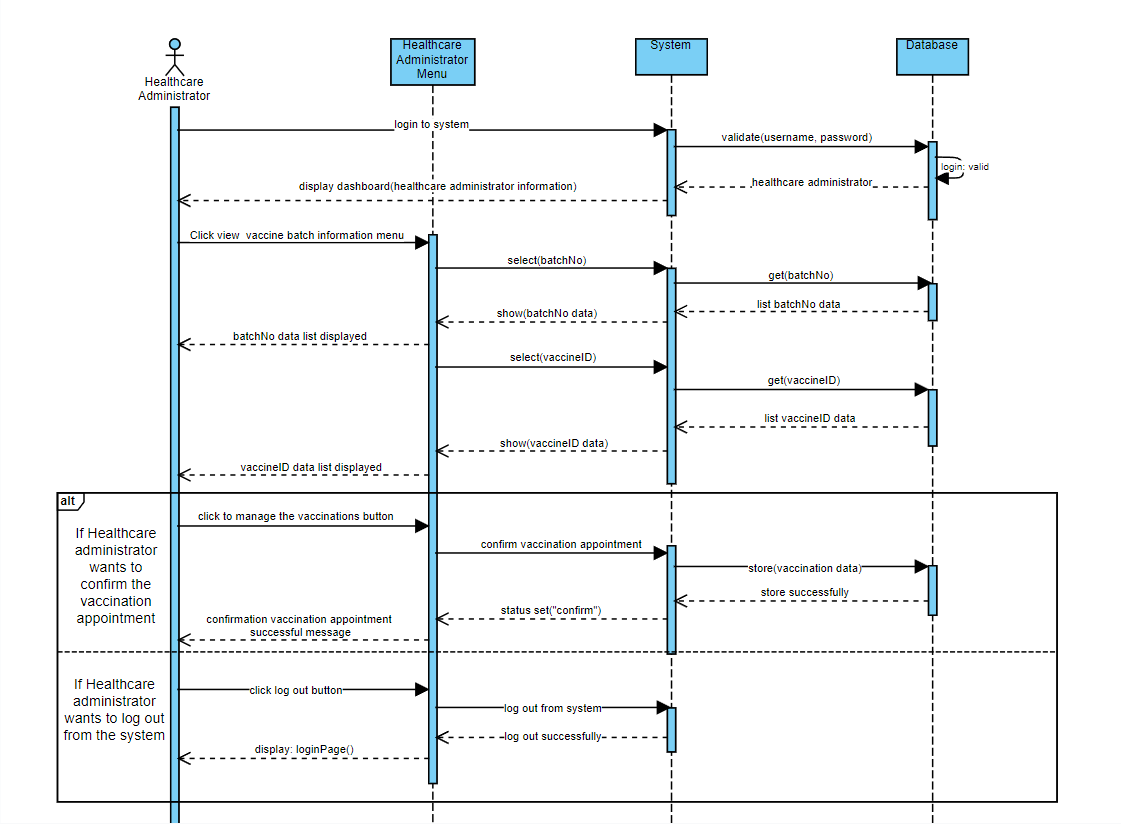 Healthcare
Administrator
Healthcare
Administrator
Menu
System
Database
login to system
validate(username, password)
login: valid
healthcare administrator
display dashboard(healthcare administrator information)
Click view vaccine batch information menu
select(batchNo)
get(batchNo)
list batchNo data
show(batchNo data)
batchNo data list displayed
select(vaccineID)
get(vaccineID)
list vaccineID data
show(vaccineID data)
vaccineID data list displayed
alt
If Healthcare
administrator
wants to
confirm the
vaccination
appointment
click to manage the vaccinations button
confirm vaccination appointment
store(vaccination data)
store successfully
status set("confirm")
confirmation vaccination appointment
successful message
If Healthcare
administrator
wants to log out
from the system
click log out button
log out from system
log out successfully
display: loginPage()